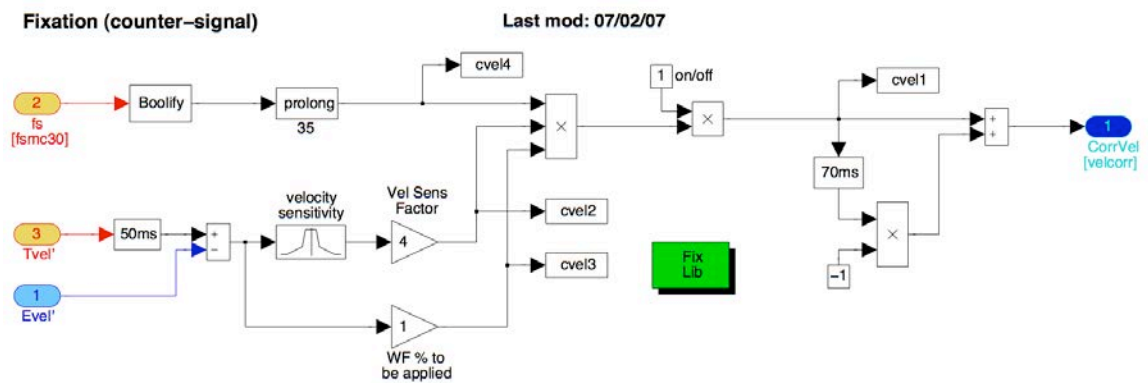 Fixation (counter–signal)
Last mod: 07/02/07
cvel4
1
on/off
cvel1
2
fs
[fsmc30]
Boolify
prolong
35
×
×
+
+
1
CorrVel
[velcorr]
70ms
velocity
sensitivity
Vel Sens
Factor
3
Tvel'
50ms
+
−
4
cvel2
×
Fix
Lib
cvel3
−1
1
Evel'
1
WF % to
be applied